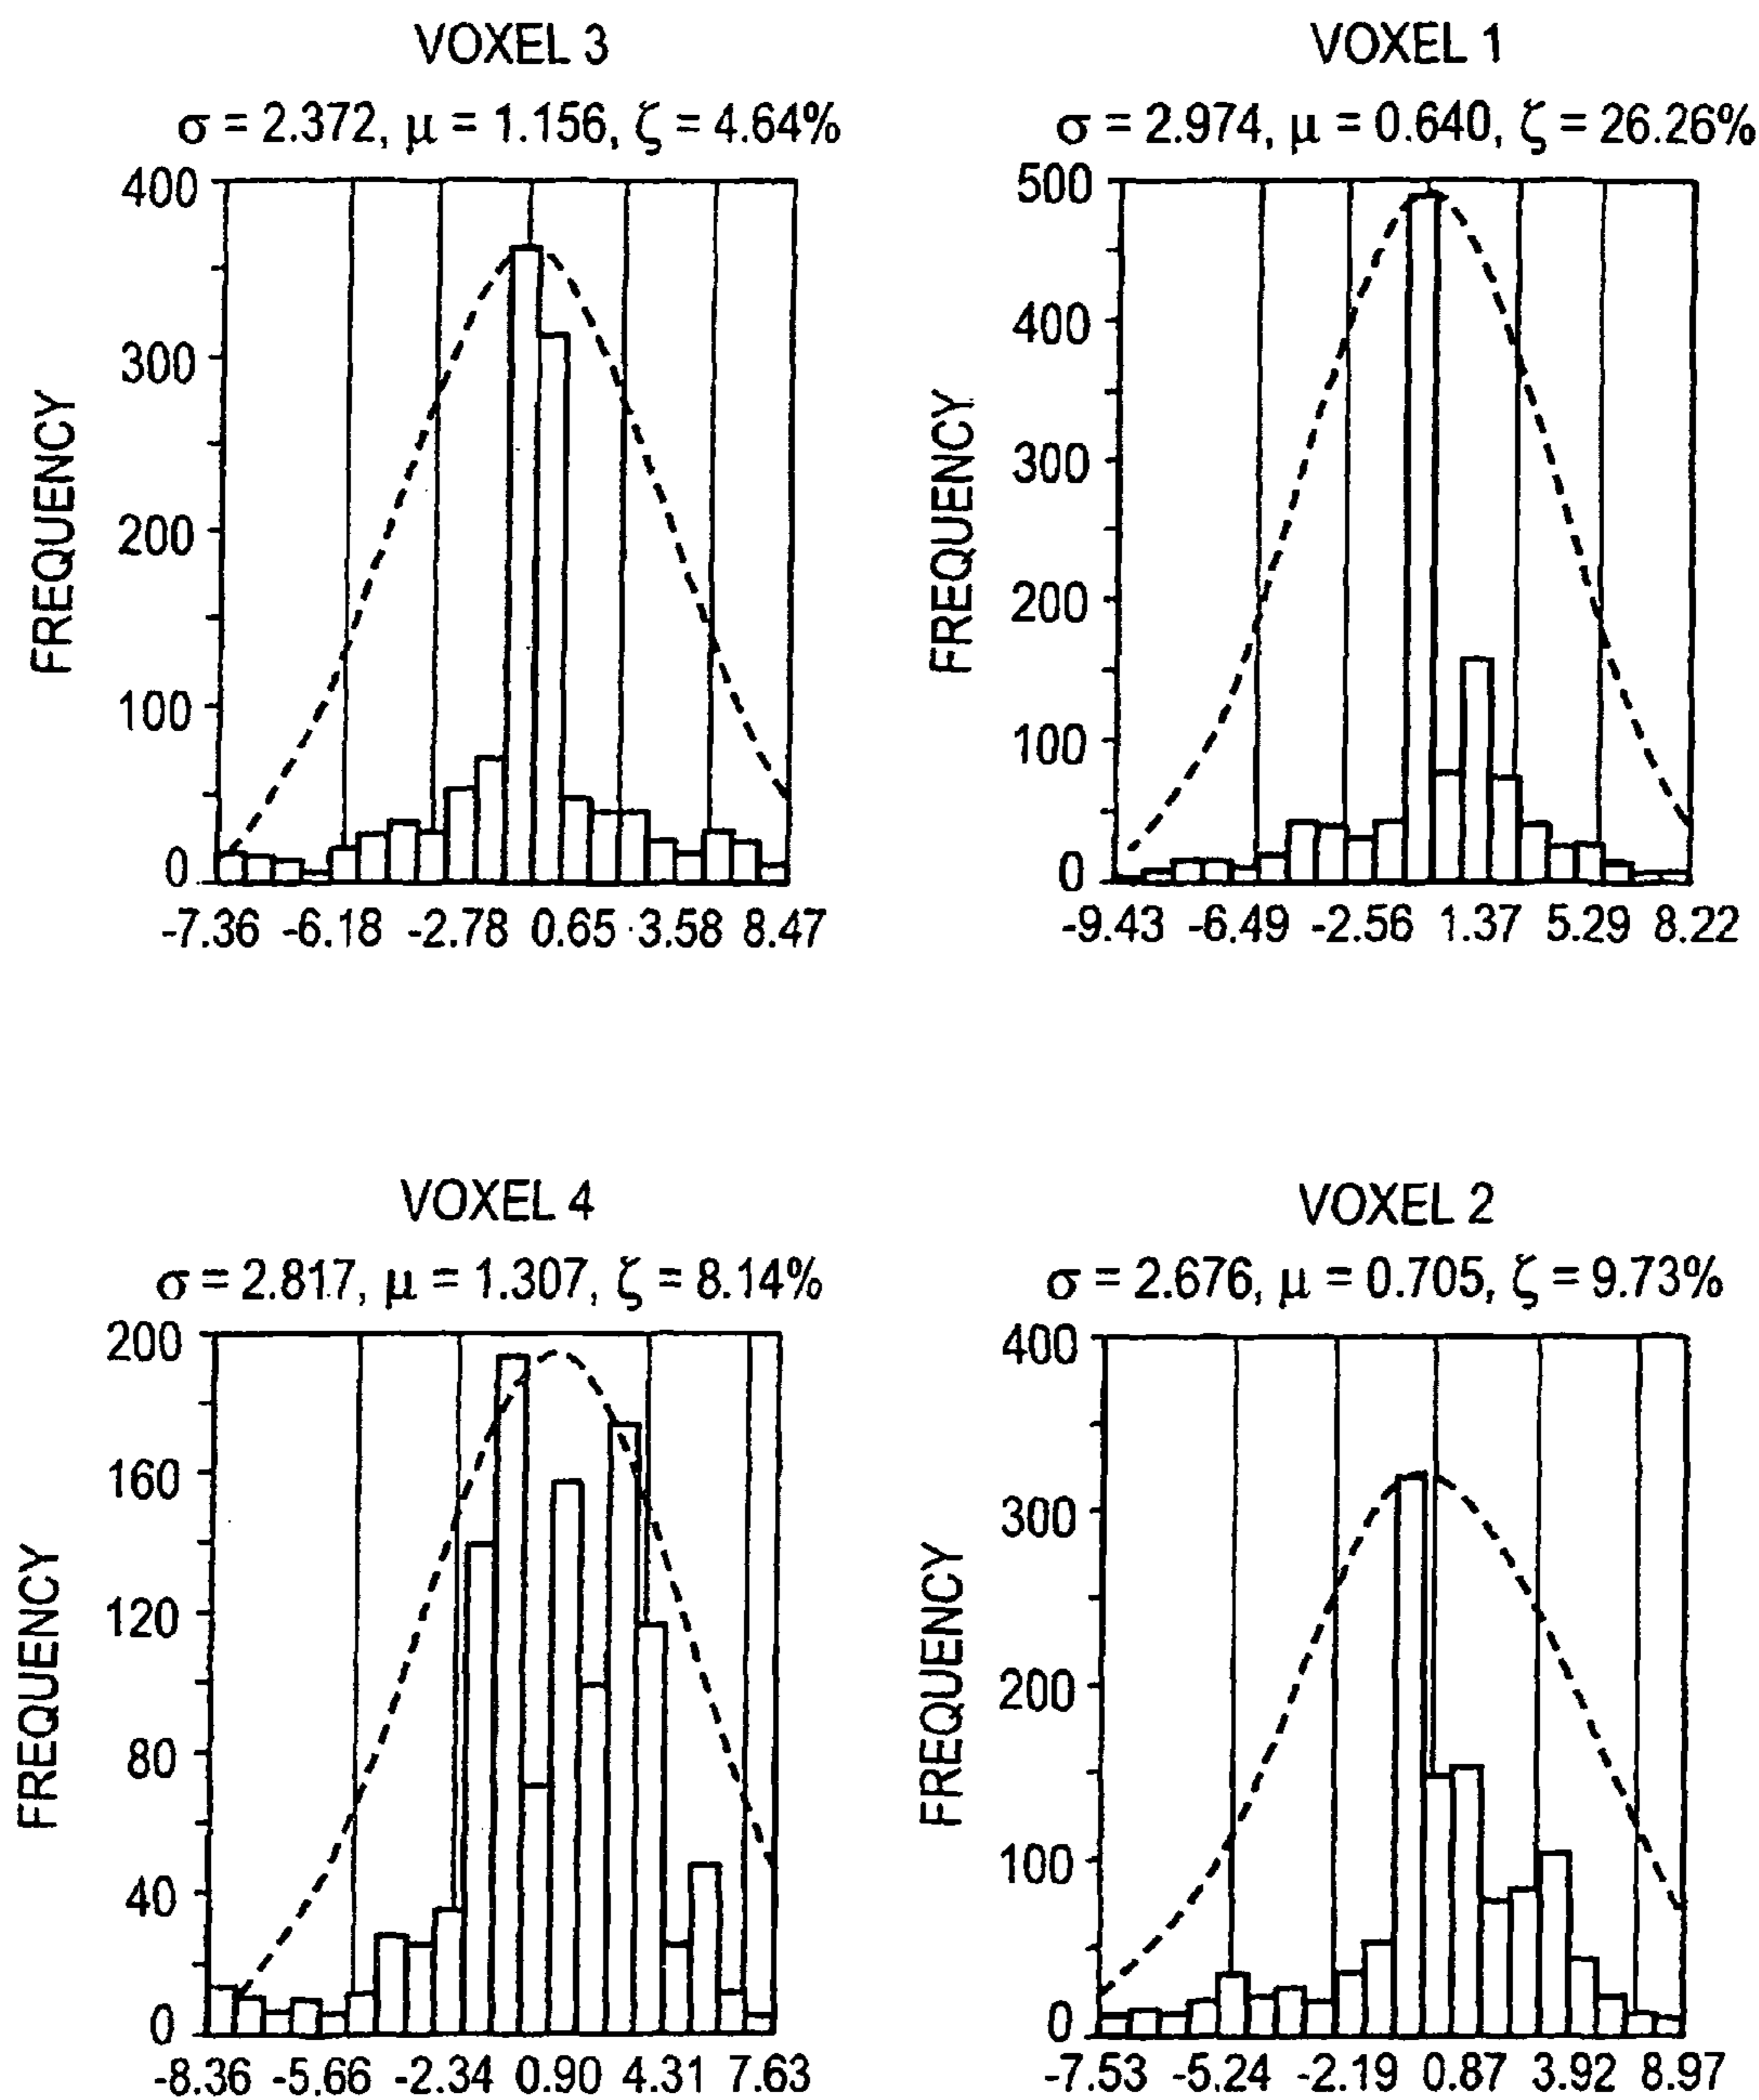 VOXEL 3
σ = 2.372, μ = 1.156, ζ = 4.64%
400
300
200
100
0
FREQUENCY
-7.36 -6.18 -2.78 0.65 3.58 8.47
VOXEL 1
σ = 2.974, μ = 0.640, ζ = 26.26%
500
400
300
200
100
0
FREQUENCY
-9.43 -6.49 -2.56 1.37 5.29 8.22
VOXEL 4
σ = 2.817, μ = 1.307, ζ = 8.14%
200
160
120
80
40
0
FREQUENCY
-8.36 -5.66 -2.34 0.90 4.31 7.63
VOXEL 2
σ = 2.676, μ = 0.705, ζ = 9.73%
400
300
200
100
0
FREQUENCY
-7.53 -5.24 -2.19 0.87 3.92 8.97